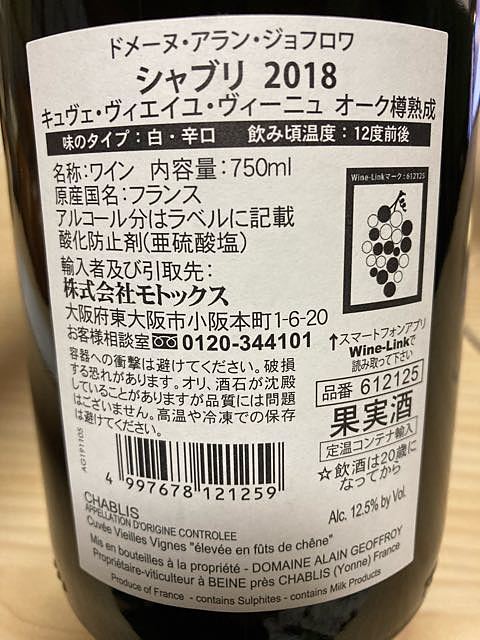 ドメーヌ・アラン・ジョフロワ
シャブリ 2018
キュヴェ・ヴィエイユ・ヴィーニュ オーク樽熟成
味のタイプ：白・辛口 飲み頃温度：12度前後
名称：ワイン 内容量：750ml
原産国名：フランス
アルコール分はラベルに記載
酸化防止剤(亜硫酸塩)
輸入者及び引取先：
株式会社モトックス
大阪府東大阪市小阪本町1-6-20
お客様相談室 0120-344101
Wine-Linkマーク：612125
↑スマートフォンアプリ
Wine-Linkで
読み取って下さい
容器への衝撃は避けてください。破損
する恐れがあります。オリ、酒石が沈殿
していることがありますが品質には問題
はございません。高温や冷凍での保存
は避けてください。
品番 612125
果実酒
定温コンテナ輸入
☆飲酒は20歳に
なってから
AG191105
4 997678 121259
CHABLIS
APPELLATION D'ORIGINE CONTROLEE
Cuvée Vieilles Vignes "élevée en fûts de chêne"
Alc. 12.5% by Vol.
Mis en bouteilles à la propriété - DOMAINE ALAIN GEOFFROY
Propriétaire-viticulteur à BEINE près CHABLIS (Yonne) France
Produce of France - contains Sulphites - contains Milk Products